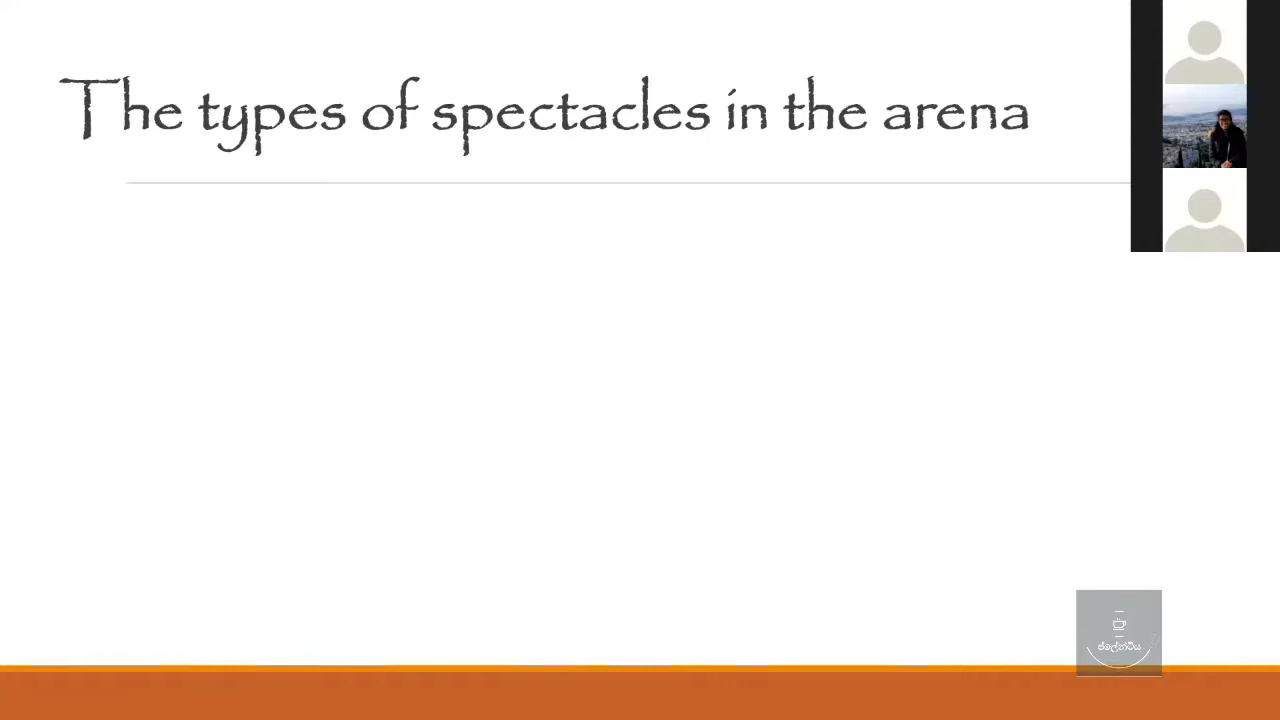 The types of spectacles in the arena
ප්ලේන්ටිය